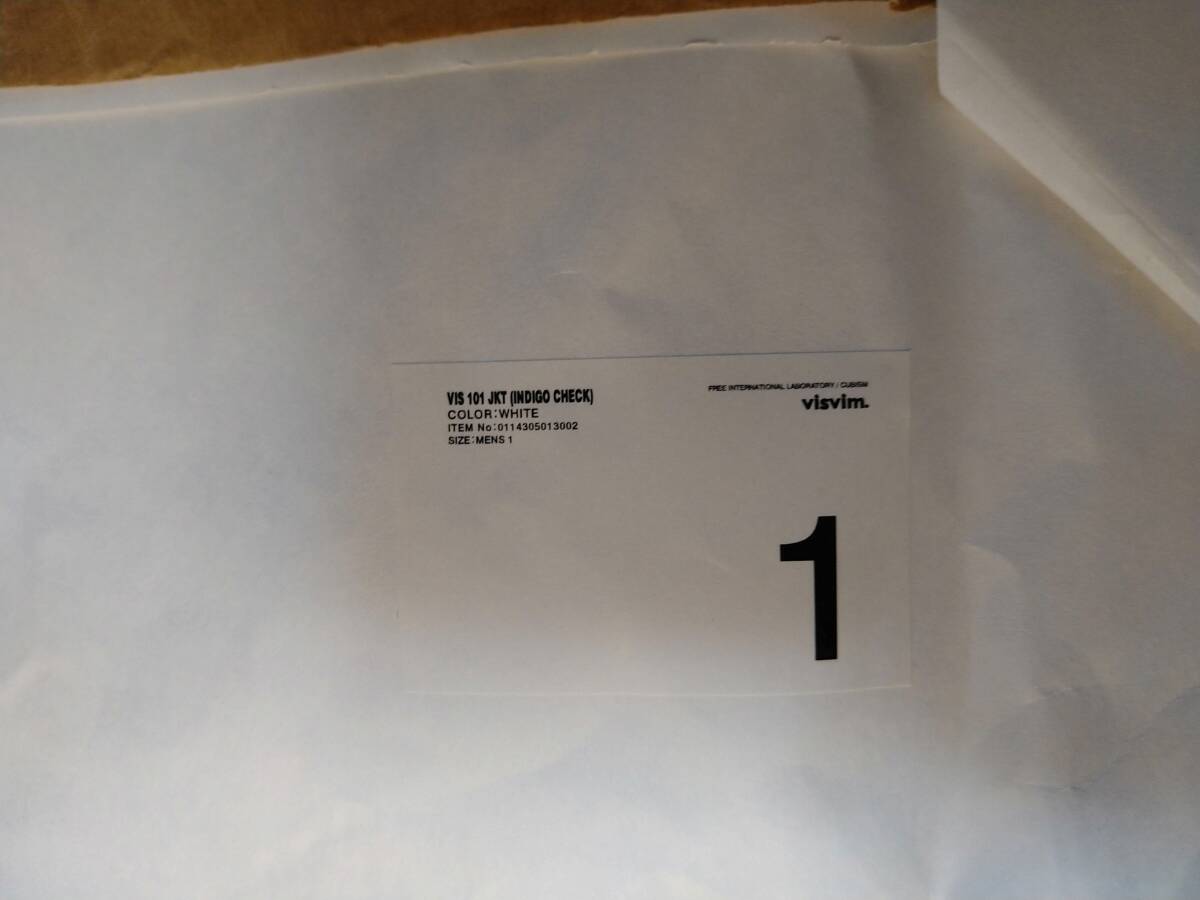 VIS 101 JKT (INDIGO CHECK)
COLOR:WHITE
ITEM No:0114305013002
SIZE:MENS 1
FREE INTERNATIONAL LABORATORY / CUBISM
visvim.
1